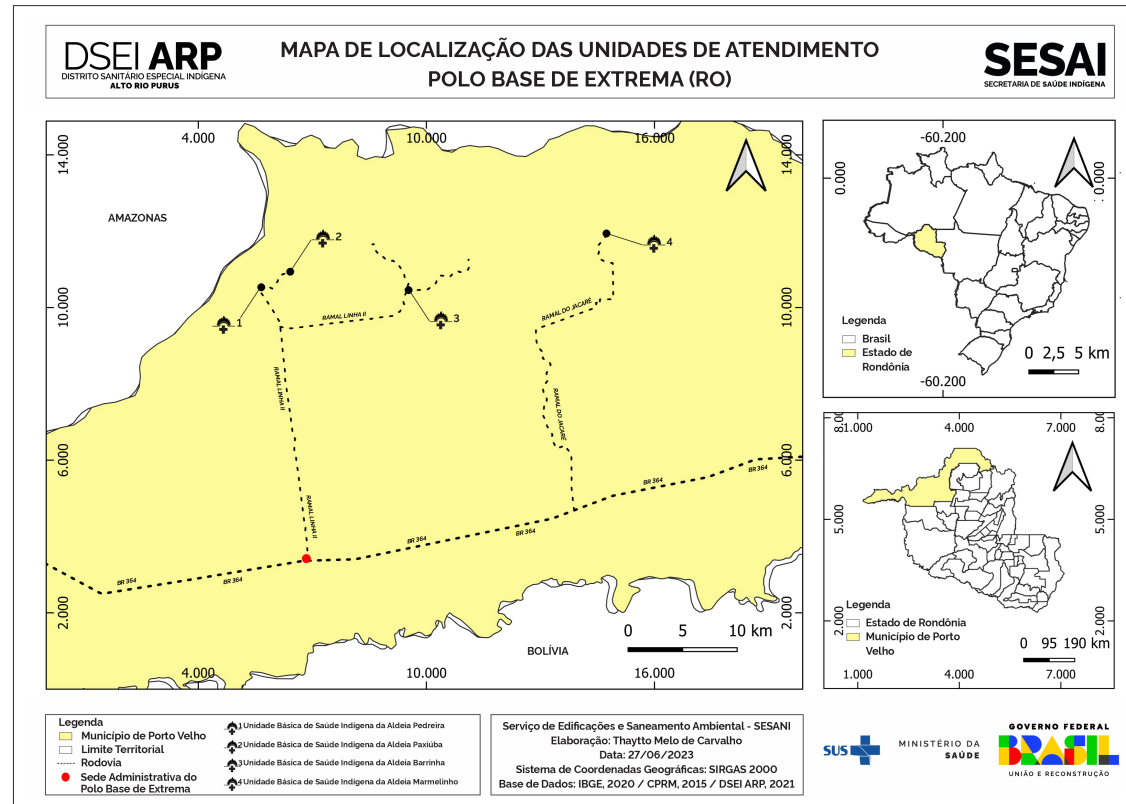 DSEI ARP
DISTRITO SANITÁRIO ESPECIAL INDÍGENA
ALTO RIO PURUS
MAPA DE LOCALIZAÇÃO DAS UNIDADES DE ATENDIMENTO
POLO BASE DE EXTREMA (RO)
SESAI
SECRETARIA DE SAÚDE INDÍGENA
4.000
10.000
16.000
14.000
14.000
AMAZONAS
2
4
1
3
10.000
10.000
RAMAL LINHA II
RAMAL DO JACARÉ
RAMAL LINHA II
RAMAL DO JACARÉ
6.000
6.000
RAMAL LINHA II
BR 364
BR 364
BR 364
BR 364
BR 364
2.000
2.000
0 5 10 km
BOLÍVIA
4.000
10.000
16.000
-60.200
0.000
0.000
Legenda
Brasil
Estado de
Rondônia
0 2,5 5 km
-60.200
1.000
4.000
7.000
8.0
8.0
5.000
5.000
2.000
2.000
Legenda
Estado de Rondônia
Município de Porto
Velho
0 95 190 km
1.000
4.000
7.000
Legenda
Município de Porto Velho
Limite Territorial
Rodovia
Sede Administrativa do
Polo Base de Extrema
1 Unidade Básica de Saúde Indígena da Aldeia Pedreira
2 Unidade Básica de Saúde Indígena da Aldeia Paxiúba
3 Unidade Básica de Saúde Indígena da Aldeia Barrinha
4 Unidade Básica de Saúde Indígena da Aldeia Marmelinho
Serviço de Edificações e Saneamento Ambiental - SESANI
Elaboração: Thaytto Melo de Carvalho
Data: 27/06/2023
Sistema de Coordenadas Geográficas: SIRGAS 2000
Base de Dados: IBGE, 2020 / CPRM, 2015 / DSEI ARP, 2021
SUS
MINISTÉRIO DA
SAÚDE
GOVERNO FEDERAL
BRASIL
UNIÃO E RECONSTRUÇÃO